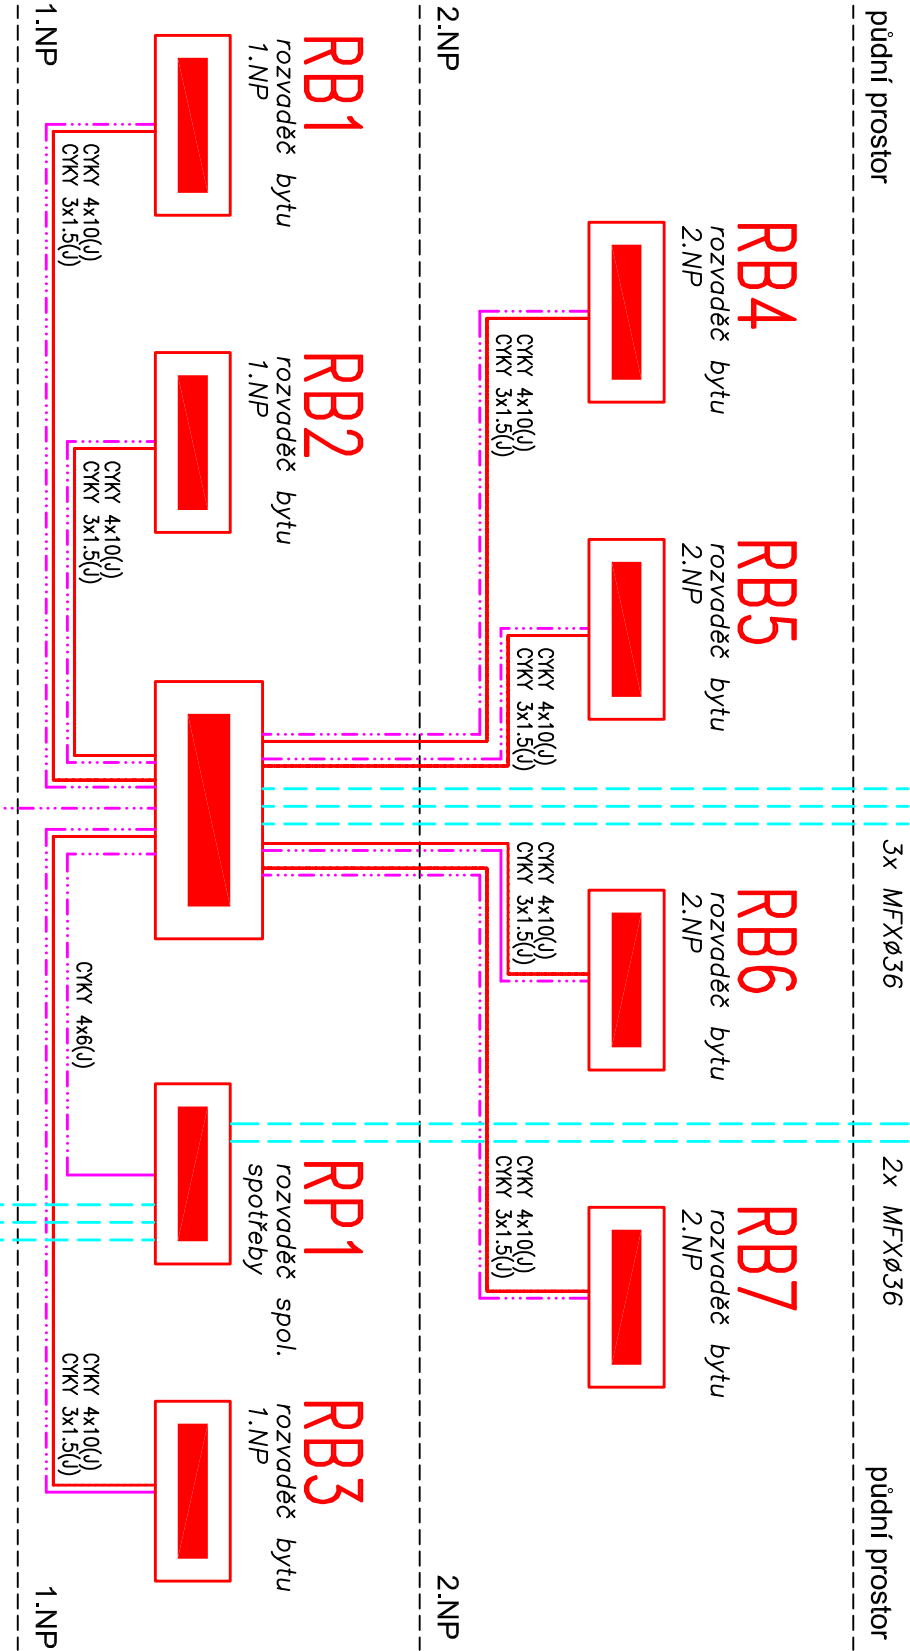 půdní prostor
půdní prostor
3x MFXø36
2x MFXø36
RB4
rozvaděč bytu
2.NP
RB5
rozvaděč bytu
2.NP
RB6
rozvaděč bytu
2.NP
RB7
rozvaděč bytu
2.NP
CYKY 4x10(J)
CYKY 3x1.5(J)
CYKY 4x10(J)
CYKY 3x1.5(J)
CYKY 4x10(J)
CYKY 3x1.5(J)
CYKY 4x10(J)
CYKY 3x1.5(J)
2.NP
2.NP
RB1
rozvaděč bytu
1.NP
RB2
rozvaděč bytu
1.NP
RP1
rozvaděč spol.
spotřeby
RB3
rozvaděč bytu
1.NP
CYKY 4x10(J)
CYKY 3x1.5(J)
CYKY 4x10(J)
CYKY 3x1.5(J)
CYKY 4x6(J)
CYKY 4x10(J)
CYKY 3x1.5(J)
1.NP
1.NP